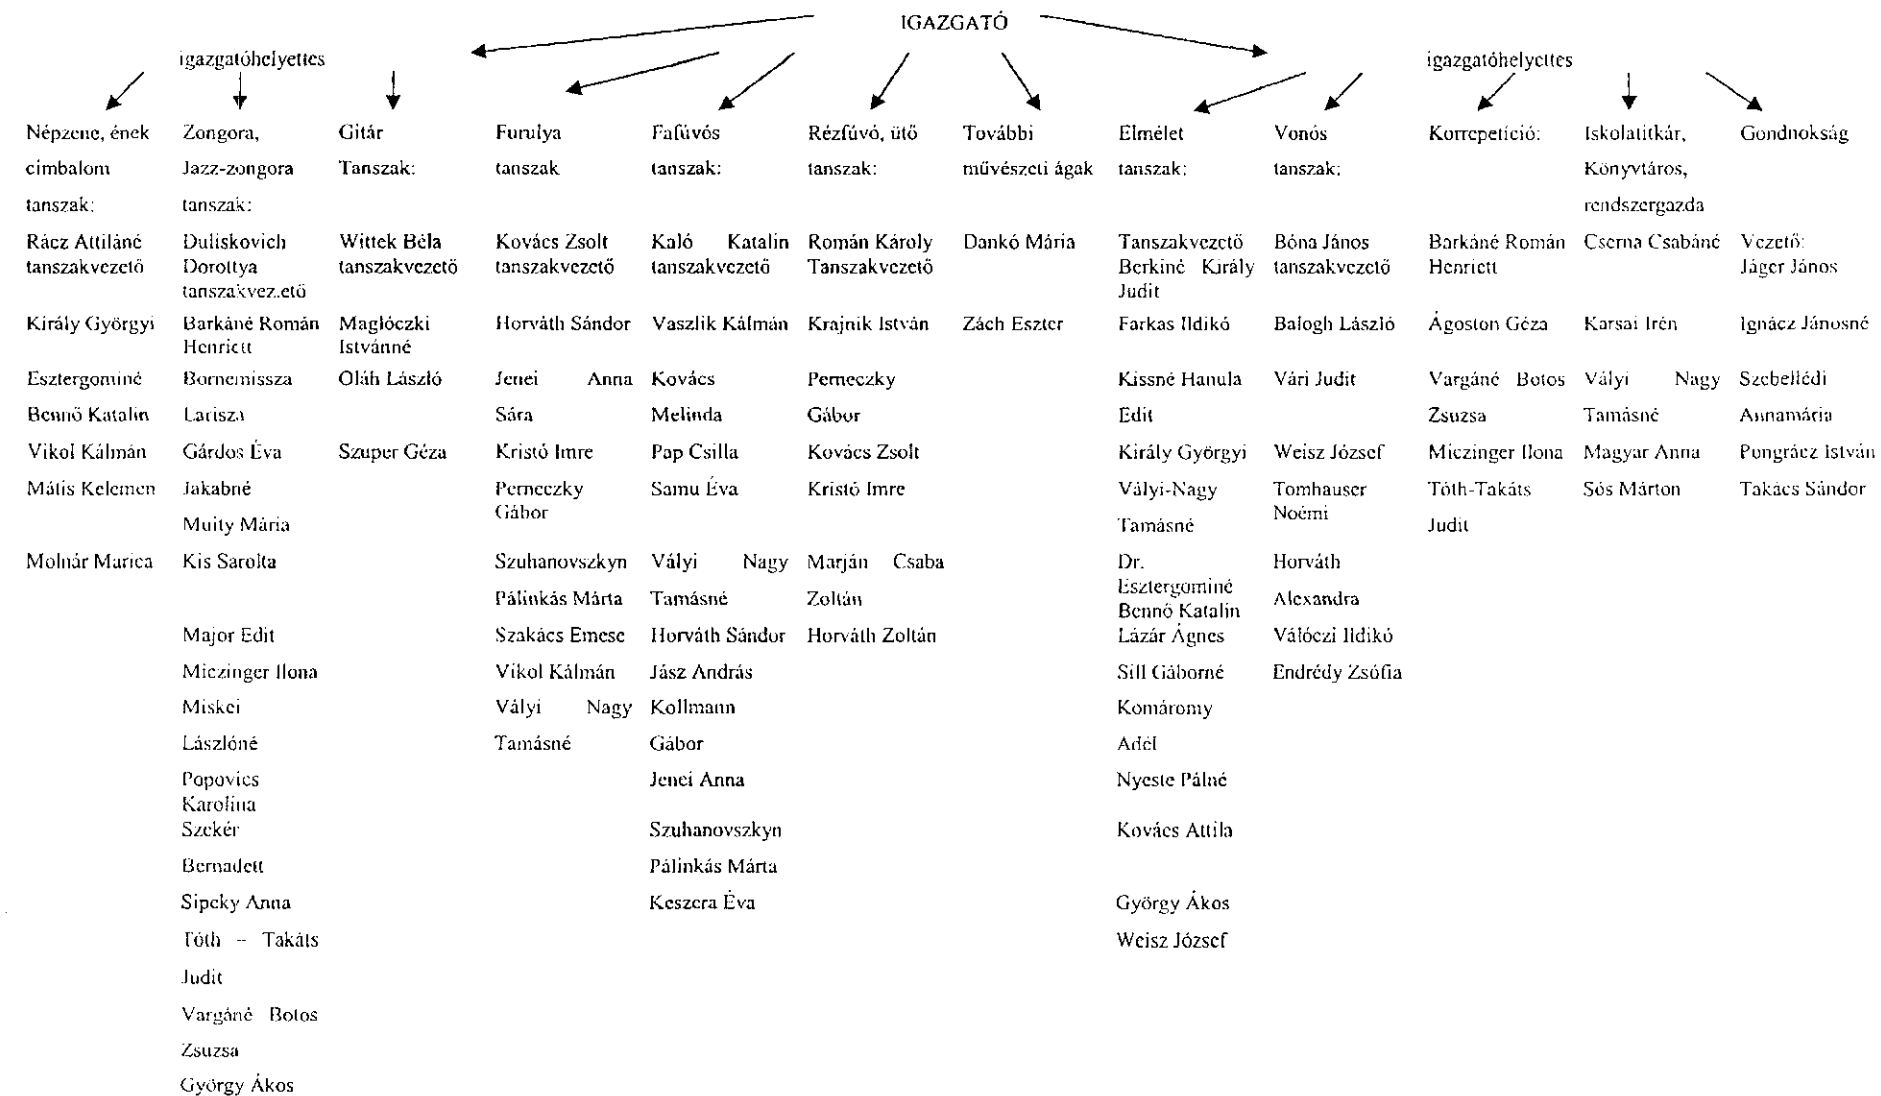 IGAZGATÓ
igazgatóhelyettes
igazgatóhelyettes
Népzene, ének
cimbalom
tanszak:
Rácz Attiláné
tanszakvezető
Király Györgyi
Esztergominé
Bennő Katalin
Vikol Kálmán
Mátis Kelemen
Molnár Marica
Zongora,
Jazz-zongora
tanszak:
Duliskovich
Dorottya
tanszakvezető
Barkáné Román
Henriett
Bornemissza
Larisza
Gárdos Éva
Jakabné
Muity Mária
Kis Sarolta
Major Edit
Miczinger Ilona
Miskei
Lászlóné
Popovics
Karolina
Szekér
Bernadett
Sipeky Anna
Tóth – Takáts
Judit
Vargáné Botos
Zsuzsa
György Ákos
Gitár
Tanszak:
Wittek Béla
tanszakvezető
Maglóczki
Istvánné
Oláh László
Szuper Géza
Furulya
tanszak
Kovács Zsolt
tanszakvezető
Horváth Sándor
Jenei Anna
Sára
Kristó Imre
Perneczky
Gábor
Szuhanovszkyn
Pálinkás Márta
Szakács Emese
Vikol Kálmán
Vályi Nagy
Tamásné
Fafúvós
tanszak:
Kaló Katalin
tanszakvezető
Vaszlik Kálmán
Kovács
Melinda
Pap Csilla
Samu Éva
Vályi Nagy
Tamásné
Horváth Sándor
Jász András
Kollmann
Gábor
Jenei Anna
Szuhanovszkyn
Pálinkás Márta
Keszera Éva
Rézfúvó, ütő
tanszak:
Román Károly
Tanszakvezető
Krajnik István
Perneczky
Gábor
Kovács Zsolt
Kristó Imre
Marján Csaba
Zoltán
Horváth Zoltán
További
művészeti ágak
Dankó Mária
Zách Eszter
Elmélet
tanszak:
Tanszakvezető
Berkiné Király
Judit
Farkas Ildikó
Kissné Hanula
Edit
Király Györgyi
Vályi-Nagy
Tamásné
Dr.
Esztergominé
Bennő Katalin
Lázár Ágnes
Sill Gáborné
Komáromy
Adél
Nyeste Pálné
Kovács Attila
György Ákos
Weisz József
Vonós
tanszak:
Bóna János
tanszakvezető
Balogh László
Vári Judit
Weisz József
Tomhauser
Noémi
Horváth
Alexandra
Válóczi Ildikó
Endrédy Zsófia
Korrepetíció:
Barkáné Román
Henriett
Ágoston Géza
Vargáné Botos
Zsuzsa
Miczinger Ilona
Tóth-Takáts
Judit
Iskolatitkár,
Könyvtáros,
rendszergazda
Cserna Csabáné
Karsai Irén
Vályi Nagy
Tamásné
Magyar Anna
Sós Márton
Gondnokság
Vezető:
Jáger János
Ignácz Jánosné
Szebellédi
Annamária
Pongrácz István
Takács Sándor